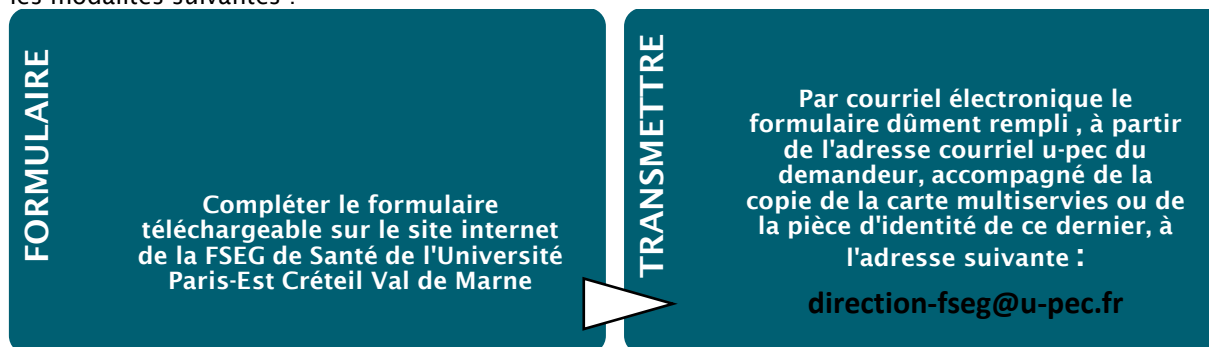 les modalités suivantes :
FORMULAIRE
Compléter le formulaire
téléchargeable sur le site internet
de la FSEG de Santé de l'Université
Paris-Est Créteil Val de Marne
TRANSMETTRE
Par courriel électronique le
formulaire dûment rempli , à partir
de l'adresse courriel u-pec du
demandeur, accompagné de la
copie de la carte multiservies ou de
la pièce d'identité de ce dernier, à
l'adresse suivante :
direction-fseg@u-pec.fr